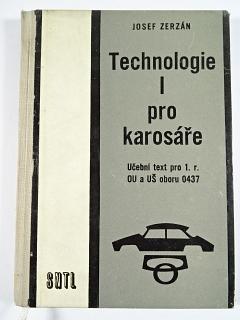 JOSEF ZERZÁN
Technologie
I
pro
karosáře
Učební text pro 1. r.
OU a UŠ oboru 0437
SNTL